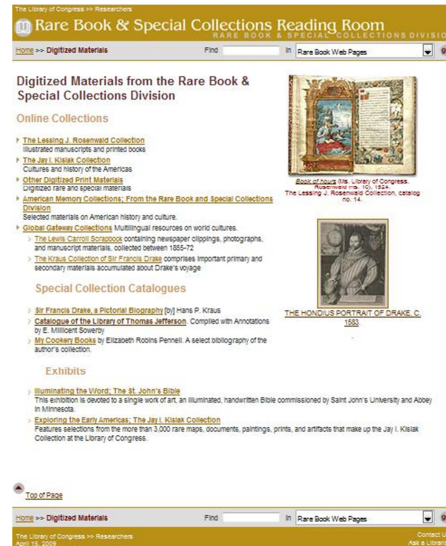 The Library of Congress >> Researchers
Rare Book & Special Collections Reading Room
RARE BOOK & SPECIAL COLLECTIONS DIVISIO
Home >> Digitized Materials Find in Rare Book Web Pages
Digitized Materials from the Rare Book &
Special Collections Division
Online Collections
The Lessing J. Rosenwald Collection
Illustrated manuscripts and printed books
The Jay I. Kislak Collection
Cultures and history of the Americas
Other Digitized Print Materials
Digitized rare and special materials
American Memory Collections; From the Rare Book and Special Collections
Division
Selected materials on American history and culture.
Global Gateway Collections Multilingual resources on world cultures.
The Lewis Carroll Scrapbook containing newspaper clippings, photographs,
and manuscript materials, collected between 1855-72
The Kraus Collection of Sir Francis Drake comprises important primary and
secondary materials accumulated about Drake's voyage
Book of hours (Ms. Library of Congress,
Rosenwald ms. 10), 1524.
The Lessing J. Rosenwald Collection, catalog
no. 14.
Special Collection Catalogues
Sir Francis Drake, a Pictorial Biography [by] Hans P. Kraus
Catalogue of the Library of Thomas Jefferson. Compiled with Annotations
by E. Millicent Sowerby
My Cookery Books by Elizabeth Robins Pennell. A select bibliography of the
author's collection.
THE HONDIUS PORTRAIT OF DRAKE, C.
1583.
Exhibits
Illuminating the Word; The St. John's Bible
This exhibition is devoted to a single work of art, an illuminated, handwritten Bible commissioned by Saint John's University and Abbey
in Minnesota.
Exploring the Early Americas; The Jay I. Kislak Collection
Features selections from the more than 3,000 rare maps, documents, paintings, prints, and artifacts that make up the Jay I. Kislak
Collection at the Library of Congress.
Top of Page
Home >> Digitized Materials Find in Rare Book Web Pages
The Library of Congress >> Researchers
April 15, 2009
Contact U
Ask a Librari